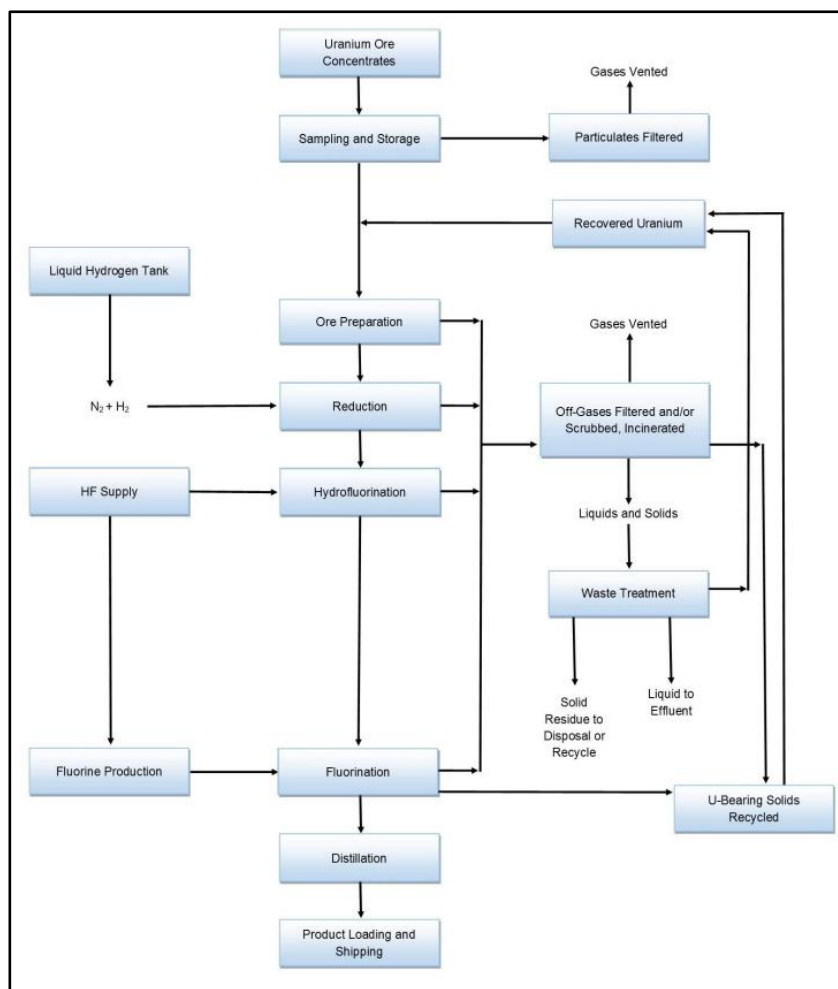 Uranium Ore
Concentrates
Gases Vented
Sampling and Storage
Particulates Filtered
Recovered Uranium
Liquid Hydrogen Tank
Ore Preparation
Gases Vented
N₂ + H₂
Reduction
Off-Gases Filtered and/or
Scrubbed, Incinerated
HF Supply
Hydrofluorination
Liquids and Solids
Waste Treatment
Solid
Residue to
Disposal or
Recycle
Liquid to
Effluent
Fluorine Production
Fluorination
U-Bearing Solids
Recycled
Distillation
Product Loading and
Shipping